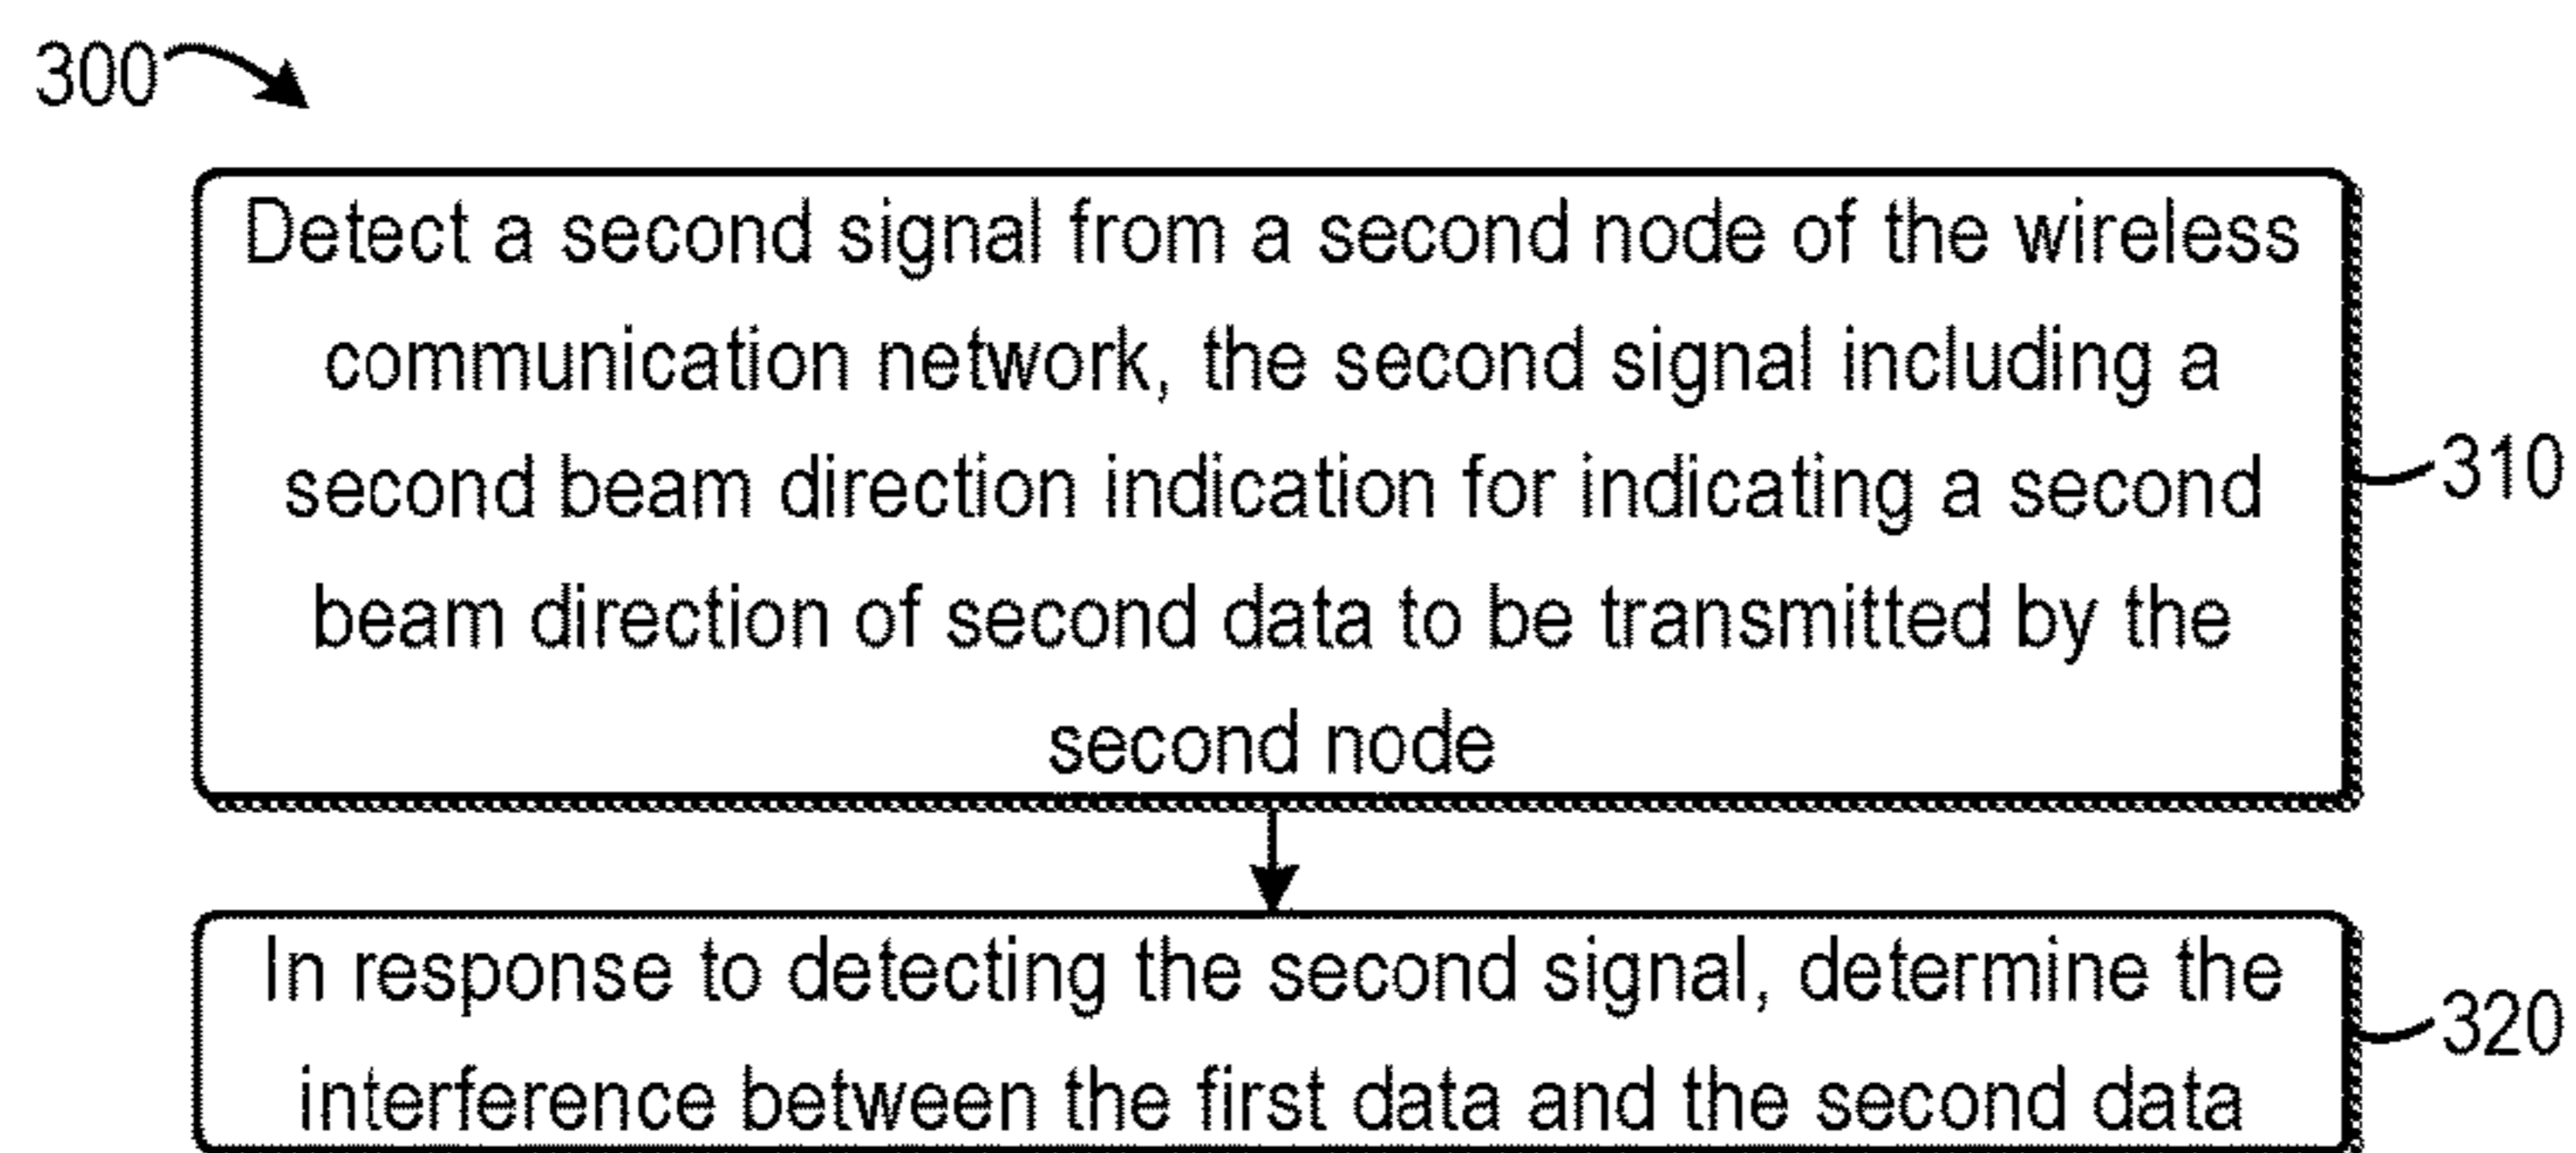 300
Detect a second signal from a second node of the wireless
communication network, the second signal including a
second beam direction indication for indicating a second
beam direction of second data to be transmitted by the
second node
310
In response to detecting the second signal, determine the
interference between the first data and the second data
320